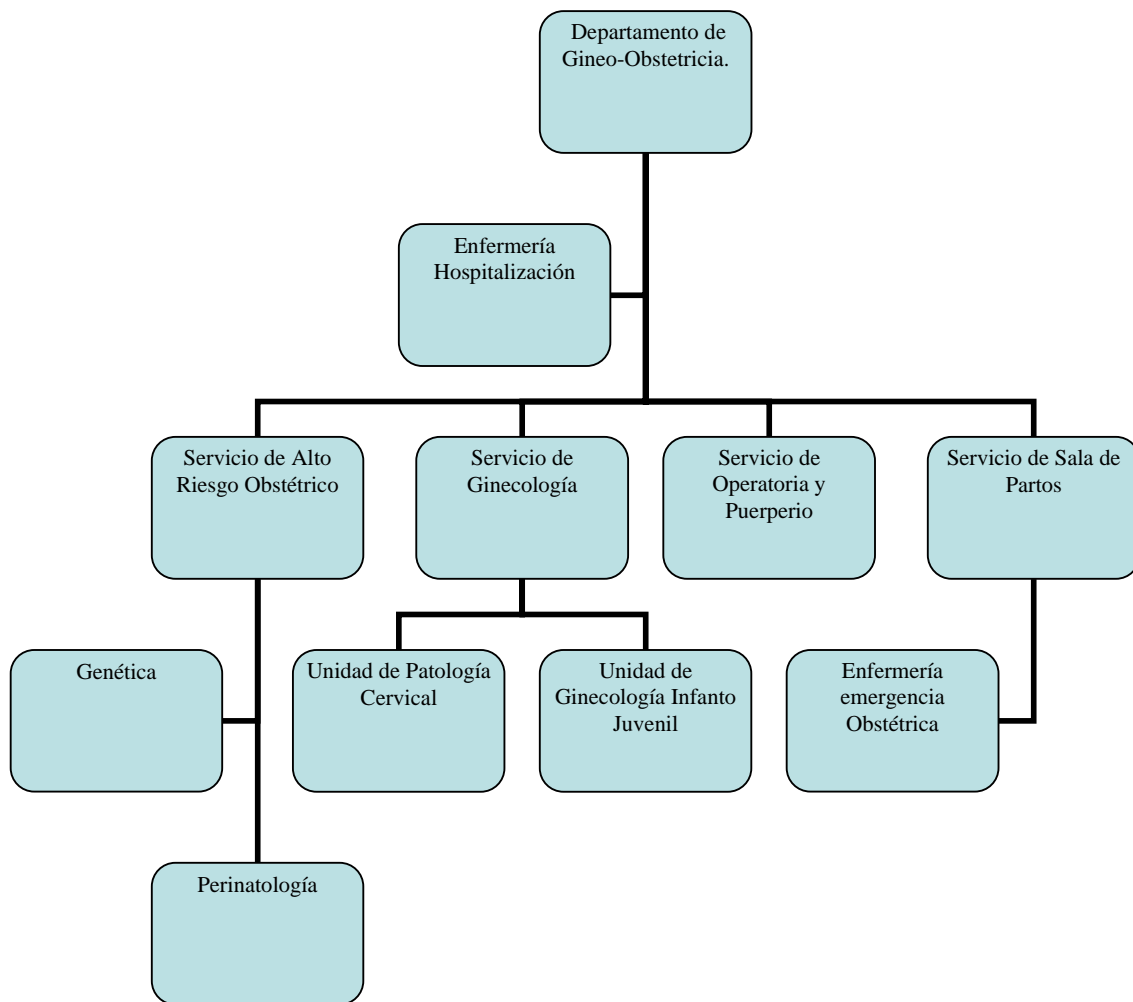 Departamento de
Gineo-Obstetricia.
Enfermería
Hospitalización
Servicio de Alto
Riesgo Obstétrico
Servicio de
Ginecología
Servicio de
Operatoria y
Puerperio
Servicio de Sala de
Partos
Genética
Unidad de Patología
Cervical
Unidad de
Ginecología Infanto
Juvenil
Enfermería
emergencia
Obstétrica
Perinatología